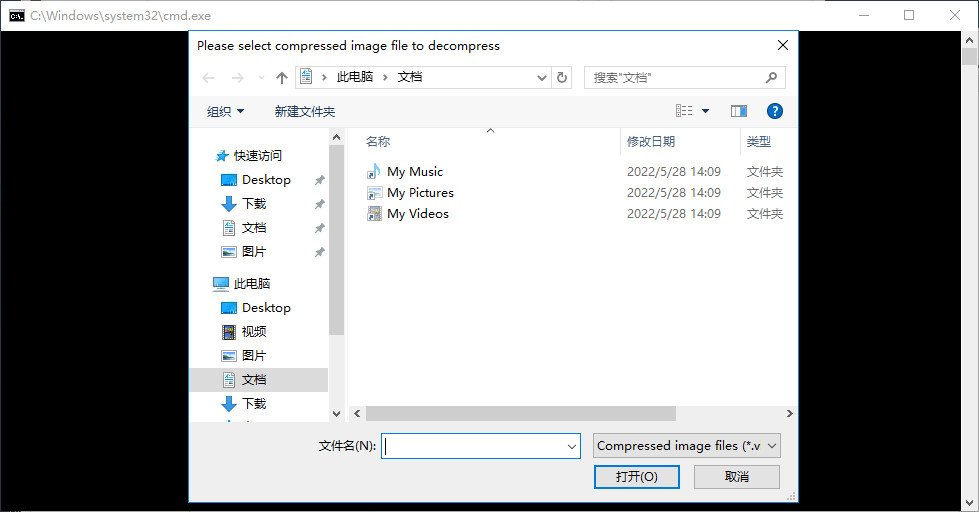 C:\Windows\system32\cmd.exe
Please select compressed image file to decompress
此电脑 > 文档
搜索"文档"
组织
新建文件夹
名称 修改日期 类型
快速访问
Desktop
下载
文档
图片
此电脑
Desktop
视频
图片
文档
下载
My Music 2022/5/28 14:09 文件夹
My Pictures 2022/5/28 14:09 文件夹
My Videos 2022/5/28 14:09 文件夹
文件名(N):
Compressed image files (*.v
打开(O) 取消